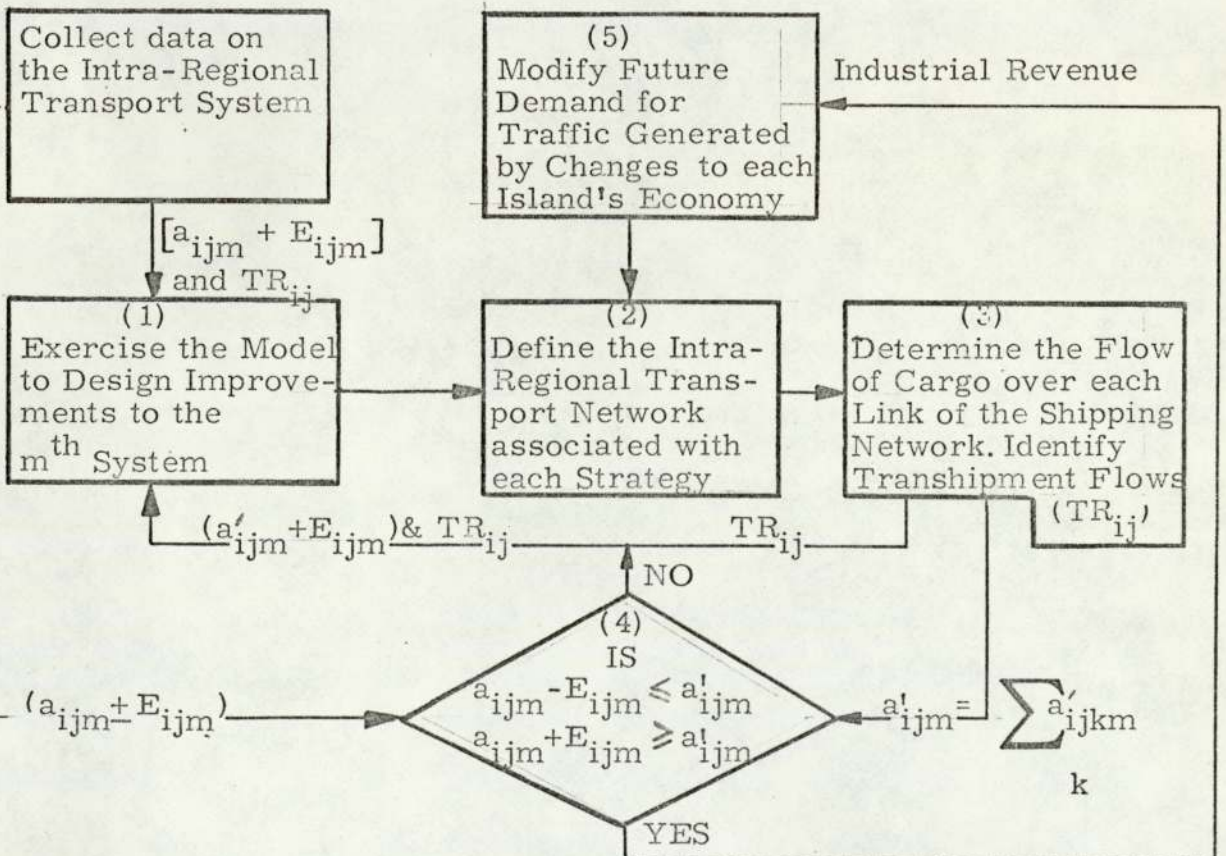 Collect data on
the Intra-Regional
Transport System
(5)
Modify Future
Demand for
Traffic Generated
by Changes to each
Island's Economy
Industrial Revenue
[a_ijm + E_ijm]
and TR_ij
(1)
Exercise the Model
to Design Improve-
ments to the
m^th System
(2)
Define the Intra-
Regional Trans-
port Network
associated with
each Strategy
(3)
Determine the Flow
of Cargo over each
Link of the Shipping
Network. Identify
Transhipment Flows
(TR_ij)
(a'_ijm+E_ijm)& TR_ij
TR_ij
NO
(4)
IS
a_ijm -E_ijm ⩽ a'_ijm
a_ijm+E_ijm ⩾ a'_ijm
(a_ijm ± E_ijm)
a'_ijm = ∑ a'_ijkm
k
YES